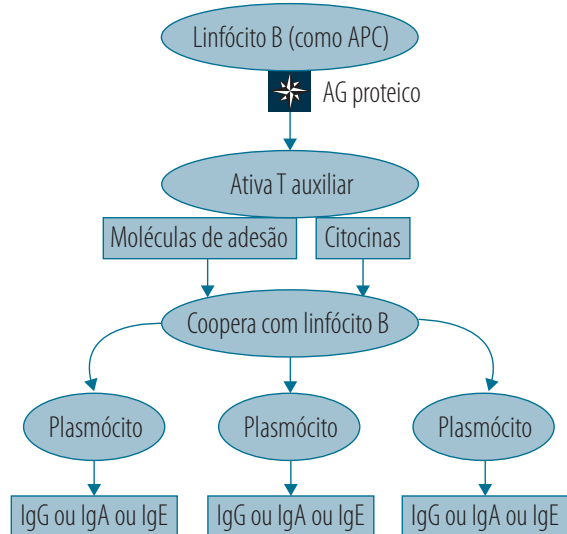 Linfócito B (como APC)
AG proteico
Ativa T auxiliar
Moléculas de adesão
Citocinas
Coopera com linfócito B
Plasmócito
Plasmócito
Plasmócito
IgG ou IgA ou IgE
IgG ou IgA ou IgE
IgG ou IgA ou IgE